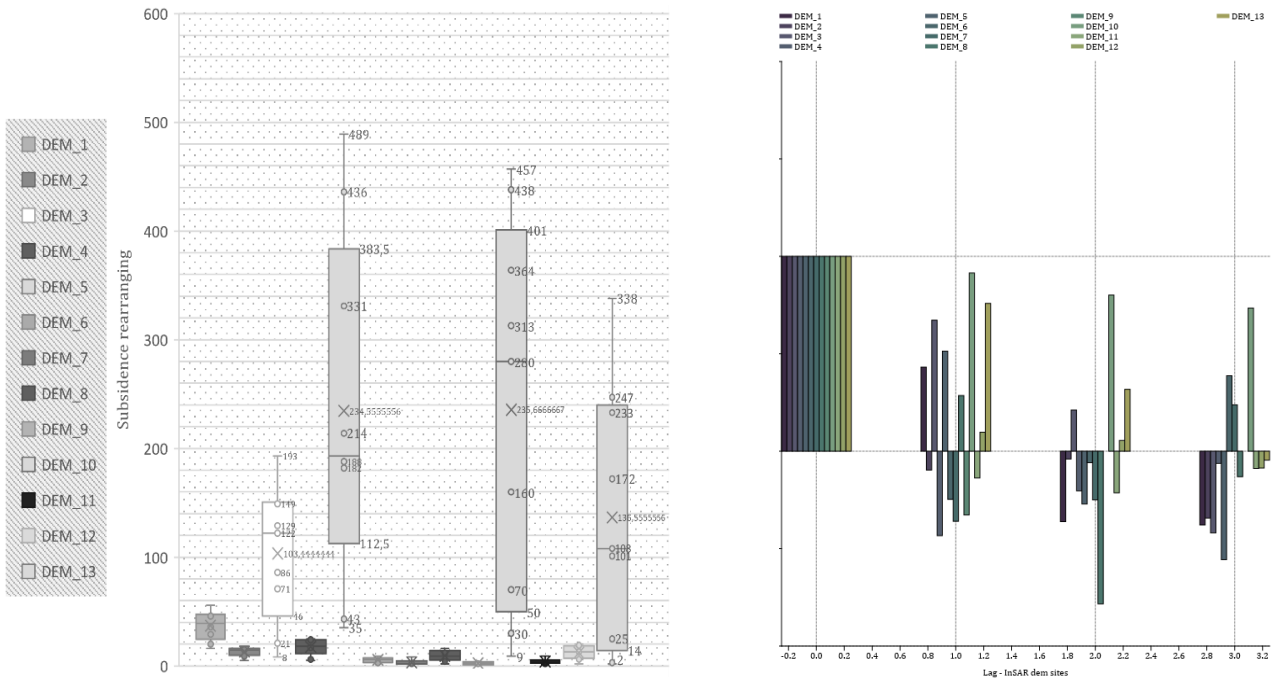 600
500
400
300
200
100
0
Subsidence rearranging
DEM_1
DEM_2
DEM_3
DEM_4
DEM_5
DEM_6
DEM_7
DEM_8
DEM_9
DEM_10
DEM_11
DEM_12
DEM_13
193
149
129
122
86
71
21
8
489
436
383,5
331
234,5555556
214
188
182
112,5
43
35
457
438
401
364
313
280
235,6666667
160
70
50
30
9
338
247
233
172
108
101
25
14
2
DEM_1 DEM_5 DEM_9 DEM_13
DEM_2 DEM_6 DEM_10
DEM_3 DEM_7 DEM_11
DEM_4 DEM_8 DEM_12
-0.2 0.0 0.2 0.4 0.6 0.8 1.0 1.2 1.4 1.6 1.8 2.0 2.2 2.4 2.6 2.8 3.0 3.2
Lag - InSAR dem sites